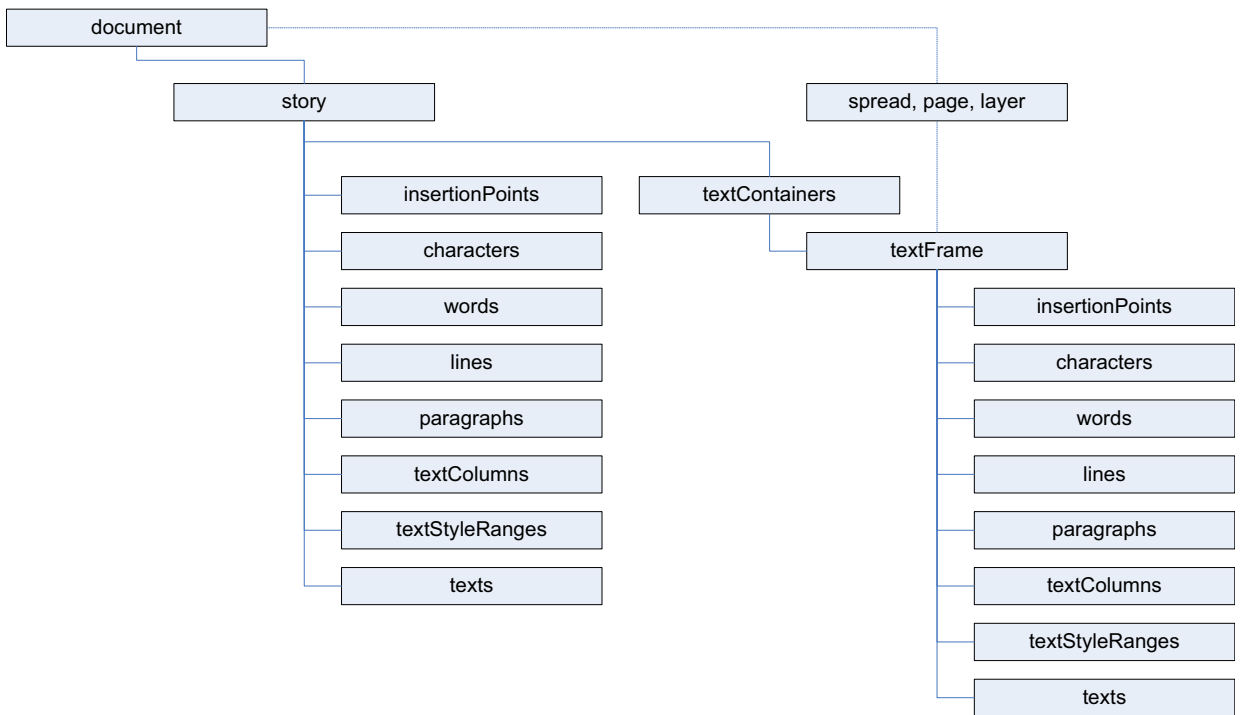 document
story
spread, page, layer
insertionPoints
textContainers
characters
textFrame
words
insertionPoints
lines
characters
paragraphs
words
textColumns
lines
textStyleRanges
paragraphs
texts
textColumns
textStyleRanges
texts